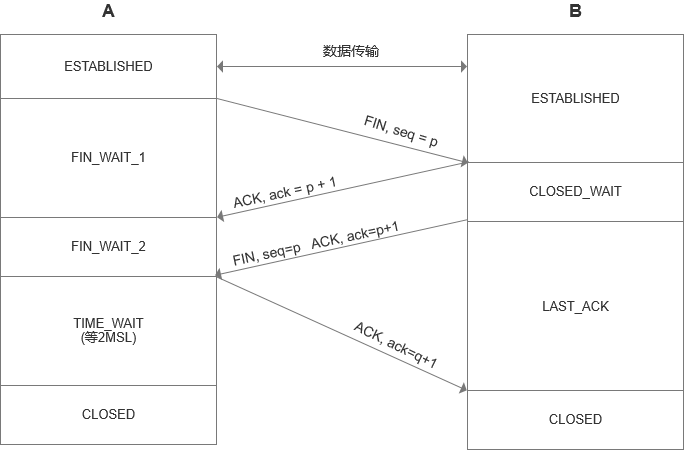 A
B
ESTABLISHED
数据传输
ESTABLISHED
FIN, seq = p
FIN_WAIT_1
ACK, ack = p + 1
CLOSED_WAIT
FIN_WAIT_2
FIN, seq=p   ACK, ack=p+1
LAST_ACK
TIME_WAIT
(等2MSL)
ACK, ack=q+1
CLOSED
CLOSED